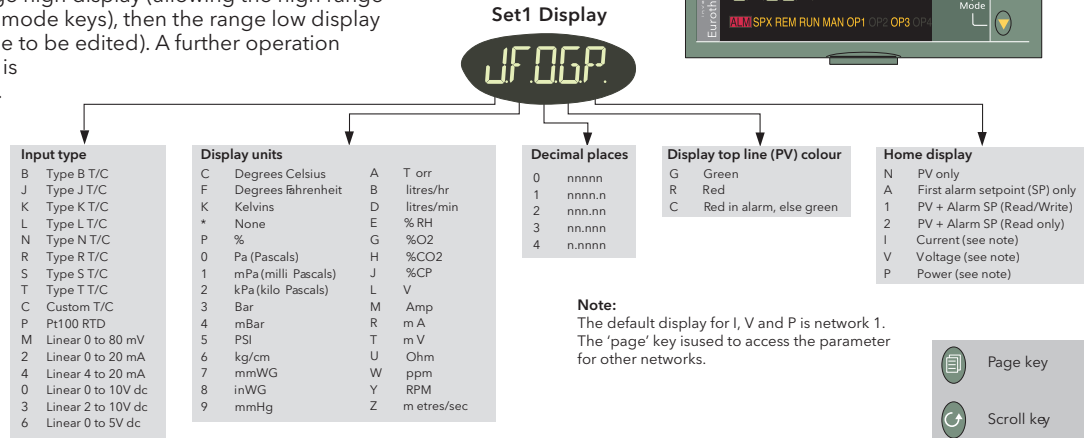 ge high display (allowing the high range
mode keys), then the range low display
e to be edited). A further operation
is
Set1 Display
J.F.0.G.P.
Euroth
ALM SPX REM RUN MAN OP1 OP2 OP3 OP4
Mode
Input type
B Type B T/C
J Type J T/C
K Type K T/C
L Type L T/C
N Type N T/C
R Type R T/C
S Type S T/C
T Type T T/C
C Custom T/C
P Pt100 RTD
M Linear 0 to 80 mV
2 Linear 0 to 20 mA
4 Linear 4 to 20 mA
0 Linear 0 to 10V dc
3 Linear 2 to 10V dc
6 Linear 0 to 5V dc
Display units
C Degrees Celsius
F Degrees Fahrenheit
K Kelvins
* None
P %
0 Pa (Pascals)
1 mPa (milli Pascals)
2 kPa (kilo Pascals)
3 Bar
4 mBar
5 PSI
6 kg/cm
7 mmWG
8 inWG
9 mmHg
A T orr
B litres/hr
D litres/min
E % RH
G %O2
H %CO2
J %CP
L V
M Amp
R m A
T m V
U Ohm
W ppm
Y RPM
Z m etres/sec
Decimal places
0 nnnnn
1 nnnn.n
2 nnn.nn
3 nn.nnn
4 n.nnnn
Display top line (PV) colour
G Green
R Red
C Red in alarm, else green
Home display
N PV only
A First alarm setpoint (SP) only
1 PV + Alarm SP (Read/Write)
2 PV + Alarm SP (Read only)
I Current (see note)
V Voltage (see note)
P Power (see note)
Note:
The default display for I, V and P is network 1.
The 'page' key isused to access the parameter
for other networks.
Page key
Scroll key